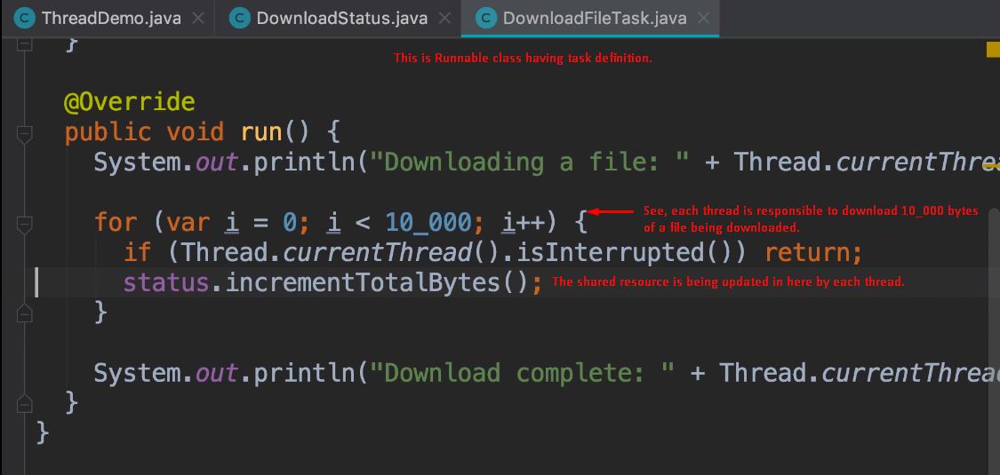 ThreadDemo.java DownloadStatus.java DownloadFileTask.java
}
This is Runnable class having task definition.
@Override
public void run() {
System.out.println("Downloading a file: " + Thread.currentThre
for (var i = 0; i < 10_000; i++) {
See, each thread is responsible to download 10_000 bytes
of a file being downloaded.
if (Thread.currentThread().isInterrupted()) return;
status.incrementTotalBytes(); The shared resource is being updated in here by each thread.
}
System.out.println("Download complete: " + Thread.currentThread
}
}